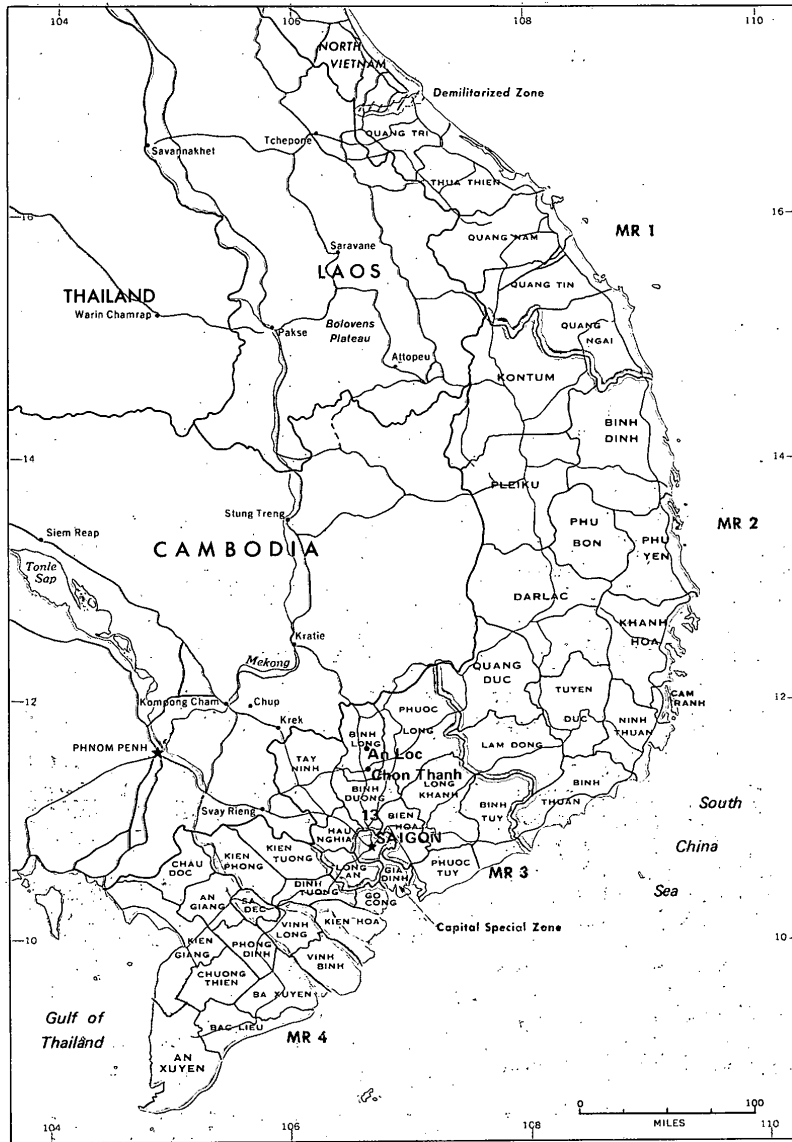 104
106
108
110
NORTH
VIETNAM
Demilitarized Zone
QUANG TRI
Tchepone
Savannakhet
THUA THIEN
16
16
MR 1
QUANG NAM
Saravane
LAOS
QUANG TIN
THAILAND
Warin Chamrap
Pakse
Bolovens
Plateau
QUANG
NGAI
Attopeu
KONTUM
BINH
DINH
14
14
PLEIKU
Stung Treng
MR 2
PHU
BON
PHU
YEN
Siem Reap
CAMBODIA
Tonle
Sap
DARLAC
KHANH
HOA
Kratie
Mekong
QUANG
DUC
CAM
RANH
12
12
Kompong Cham
Chup
PHUOC
LONG
TUYEN
DUC
NINH
THUAN
Krek
PHNOM PENH
BINH
LONG
An Loc
LAM DONG
TAY
NINH
Chon Thanh
LONG
KHANH
BINH
DUONG
BINH
THUAN
BINH
TUY
Svay Rieng
13
BIEN
HOA
South
China
Sea
HAU
NGHIA
SAIGON
CHAU
DOC
KIEN
PHONG
KIEN
TUONG
LONG
AN
GIA
DINH
PHUOC
TUY
MR 3
DINH
TUONG
GO
CONG
AN
GIANG
SA
DEC
Capital Special Zone
KIEN HOA
VINH
LONG
10
10
KIEN
GIANG
PHONG
DINH
VINH
BINH
CHUONG
THIEN
BA XUYEN
Gulf of
Thailand
BAC LIEU
MR 4
AN
XUYEN
0
100
MILES
104
106
108
110